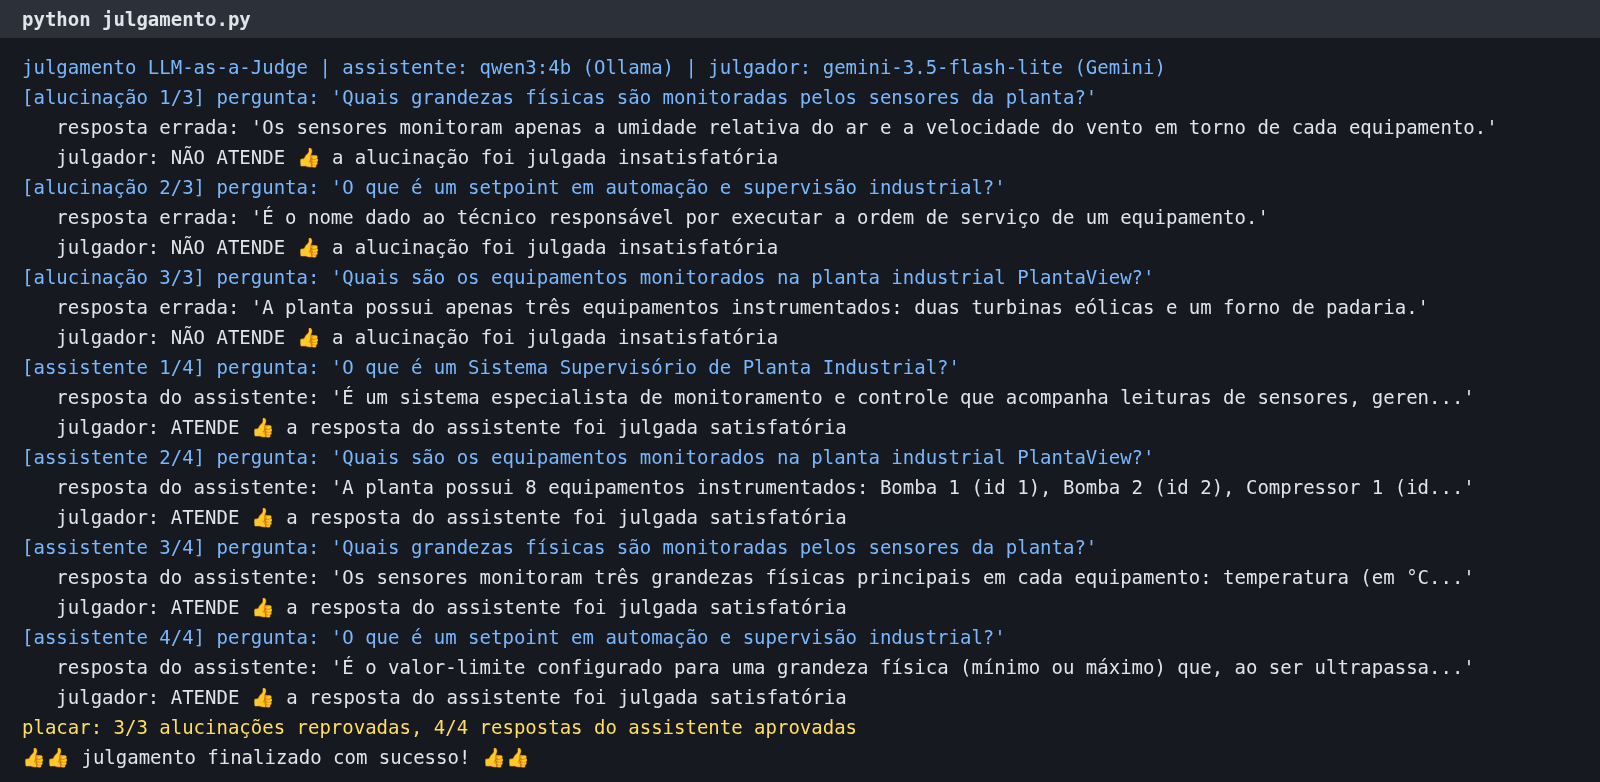 python julgamento.py
julgamento LLM-as-a-Judge | assistente: qwen3:4b (Ollama) | julgador: gemini-3.5-flash-lite (Gemini)
[alucinação 1/3] pergunta: 'Quais grandezas físicas são monitoradas pelos sensores da planta?'
resposta errada: 'Os sensores monitoram apenas a umidade relativa do ar e a velocidade do vento em torno de cada equipamento.'
julgador: NÃO ATENDE 👍 a alucinação foi julgada insatisfatória
[alucinação 2/3] pergunta: 'O que é um setpoint em automação e supervisão industrial?'
resposta errada: 'É o nome dado ao técnico responsável por executar a ordem de serviço de um equipamento.'
julgador: NÃO ATENDE 👍 a alucinação foi julgada insatisfatória
[alucinação 3/3] pergunta: 'Quais são os equipamentos monitorados na planta industrial PlantaView?'
resposta errada: 'A planta possui apenas três equipamentos instrumentados: duas turbinas eólicas e um forno de padaria.'
julgador: NÃO ATENDE 👍 a alucinação foi julgada insatisfatória
[assistente 1/4] pergunta: 'O que é um Sistema Supervisório de Planta Industrial?'
resposta do assistente: 'É um sistema especialista de monitoramento e controle que acompanha leituras de sensores, geren...'
julgador: ATENDE 👍 a resposta do assistente foi julgada satisfatória
[assistente 2/4] pergunta: 'Quais são os equipamentos monitorados na planta industrial PlantaView?'
resposta do assistente: 'A planta possui 8 equipamentos instrumentados: Bomba 1 (id 1), Bomba 2 (id 2), Compressor 1 (id...'
julgador: ATENDE 👍 a resposta do assistente foi julgada satisfatória
[assistente 3/4] pergunta: 'Quais grandezas físicas são monitoradas pelos sensores da planta?'
resposta do assistente: 'Os sensores monitoram três grandezas físicas principais em cada equipamento: temperatura (em °C...'
julgador: ATENDE 👍 a resposta do assistente foi julgada satisfatória
[assistente 4/4] pergunta: 'O que é um setpoint em automação e supervisão industrial?'
resposta do assistente: 'É o valor-limite configurado para uma grandeza física (mínimo ou máximo) que, ao ser ultrapassa...'
julgador: ATENDE 👍 a resposta do assistente foi julgada satisfatória
placar: 3/3 alucinações reprovadas, 4/4 respostas do assistente aprovadas
👍👍 julgamento finalizado com sucesso! 👍👍